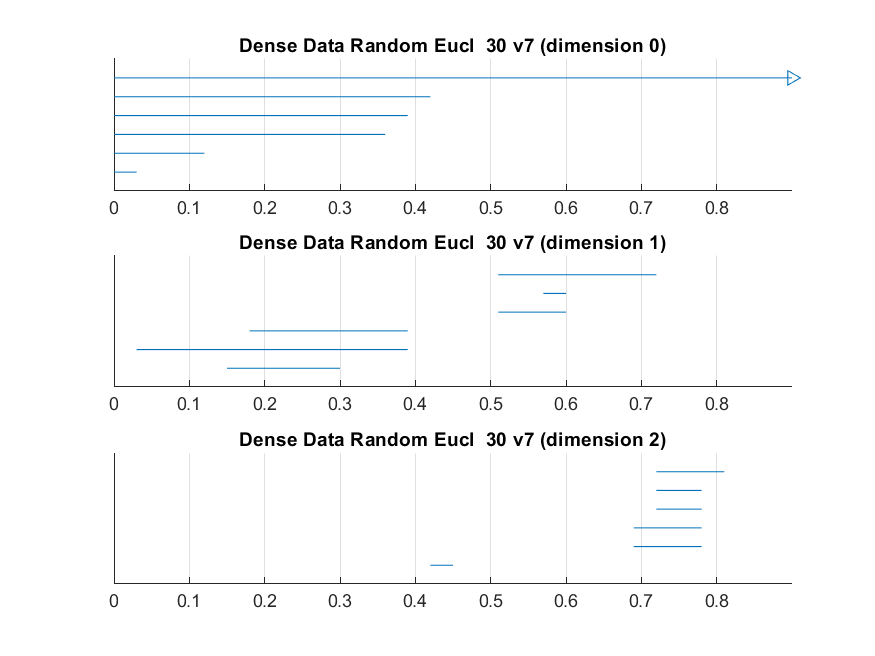 Dense Data Random Eucl  30 v7 (dimension 0)
0 0.1 0.2 0.3 0.4 0.5 0.6 0.7 0.8
Dense Data Random Eucl  30 v7 (dimension 1)
0 0.1 0.2 0.3 0.4 0.5 0.6 0.7 0.8
Dense Data Random Eucl  30 v7 (dimension 2)
0 0.1 0.2 0.3 0.4 0.5 0.6 0.7 0.8